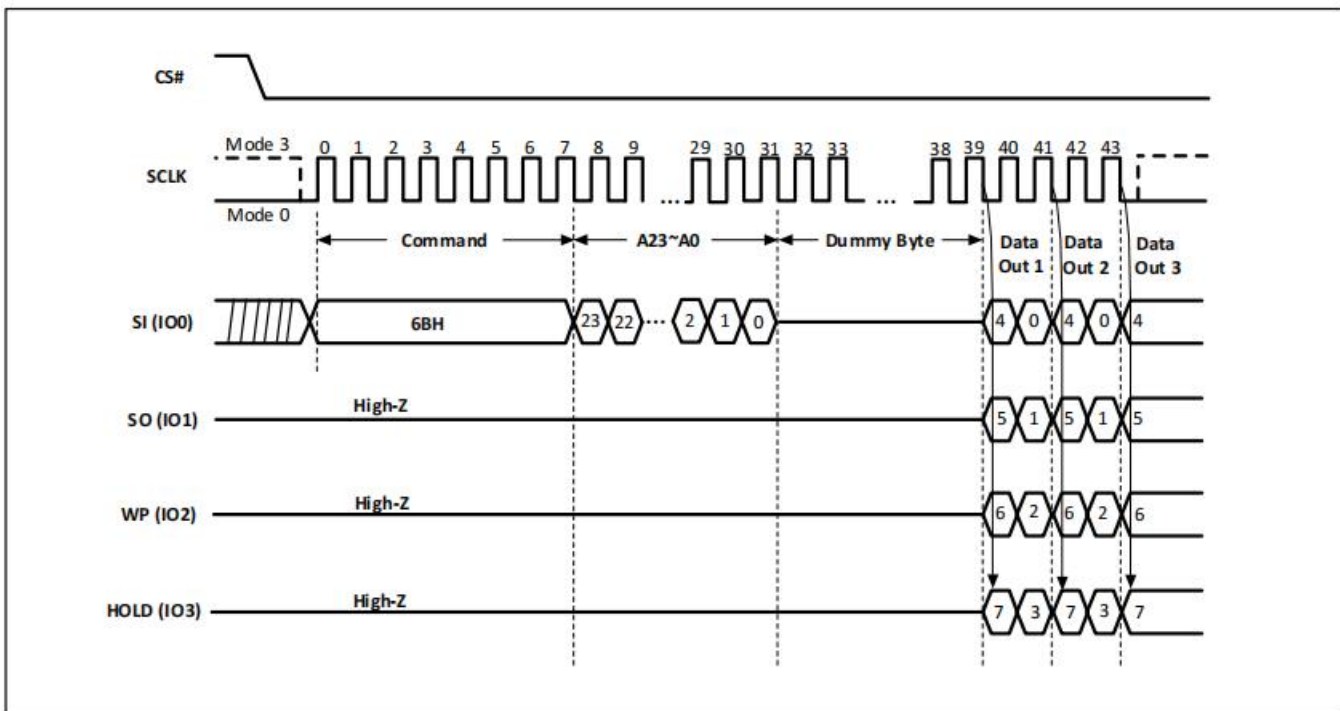 CS#
Mode 3
0 1 2 3 4 5 6 7 8 9 29 30 31 32 33 38 39 40 41 42 43
SCLK
... ...
Mode 0
Command A23~A0 Dummy Byte Data Out 1 Data Out 2 Data Out 3
SI (IO0) 6BH 23 22 ... 2 1 0 4 0 4 0 4
High-Z
SO (IO1) 5 1 5 1 5
High-Z
WP (IO2) 6 2 6 2 6
High-Z
HOLD (IO3) 7 3 7 3 7